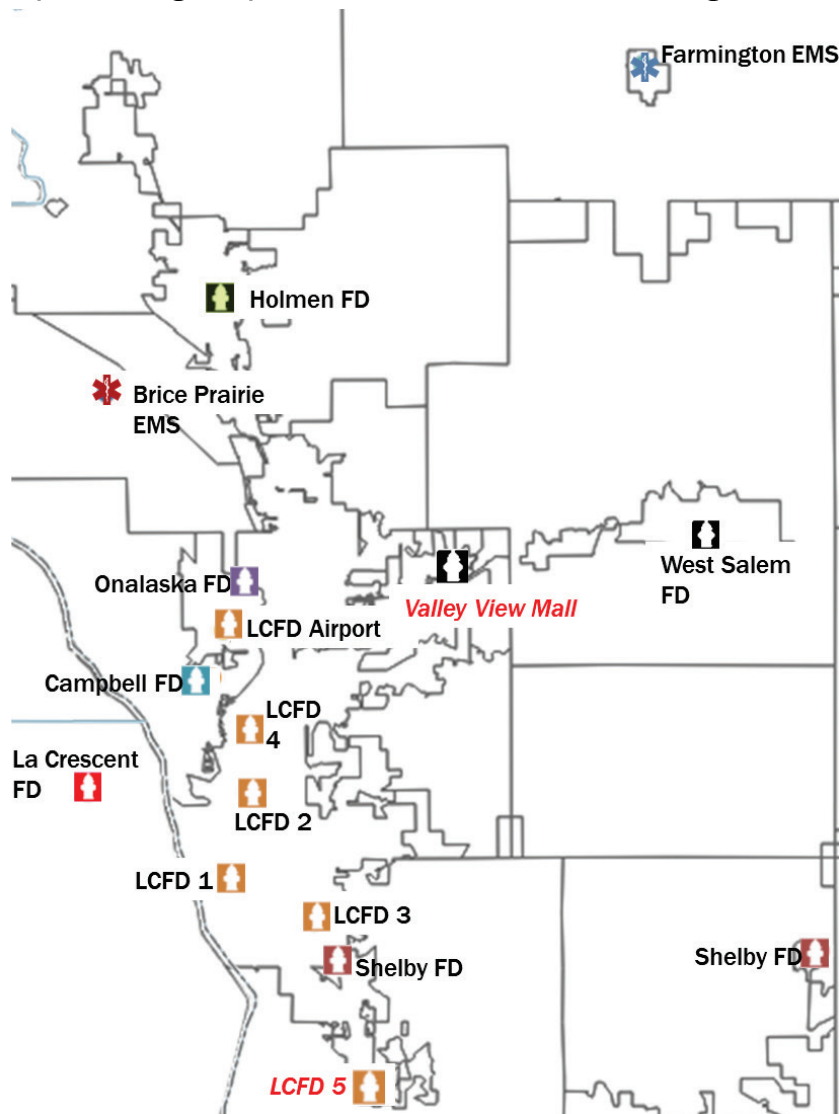 Farmington EMS
Holmen FD
Brice Prairie
EMS
Onalaska FD
West Salem
FD
Valley View Mall
LCFD Airport
Campbell FD
LCFD
4
La Crescent
FD
LCFD 2
LCFD 1
LCFD 3
Shelby FD
Shelby FD
LCFD 5